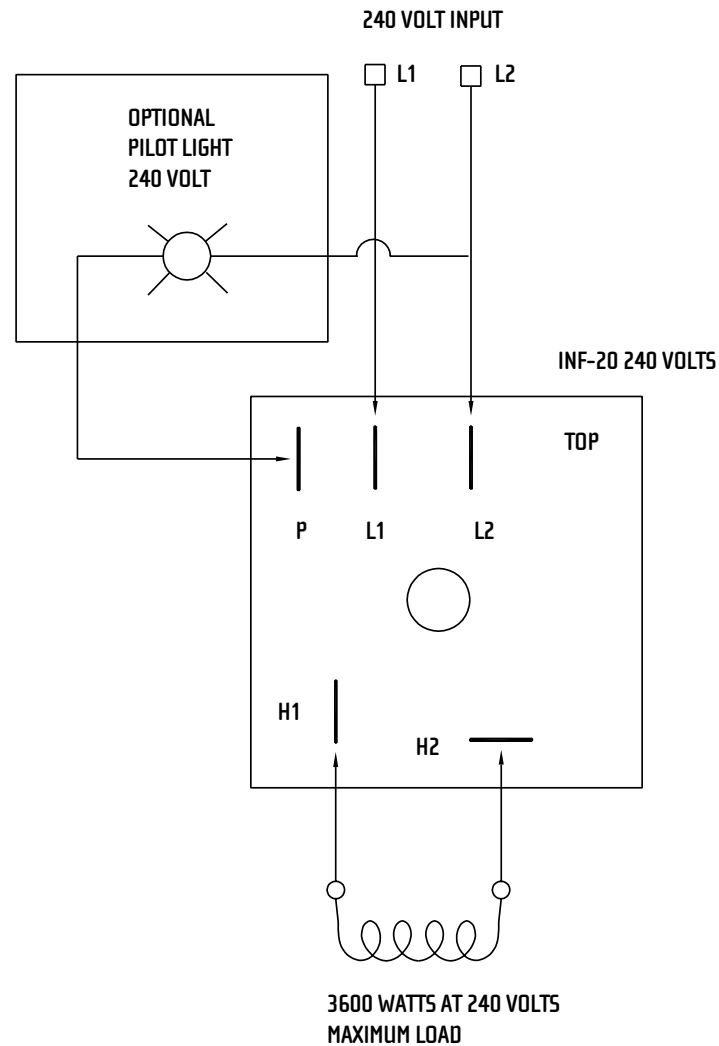 240 VOLT INPUT
L1
L2
OPTIONAL
PILOT LIGHT
240 VOLT
INF-20 240 VOLTS
TOP
P
L1
L2
H1
H2
3600 WATTS AT 240 VOLTS
MAXIMUM LOAD